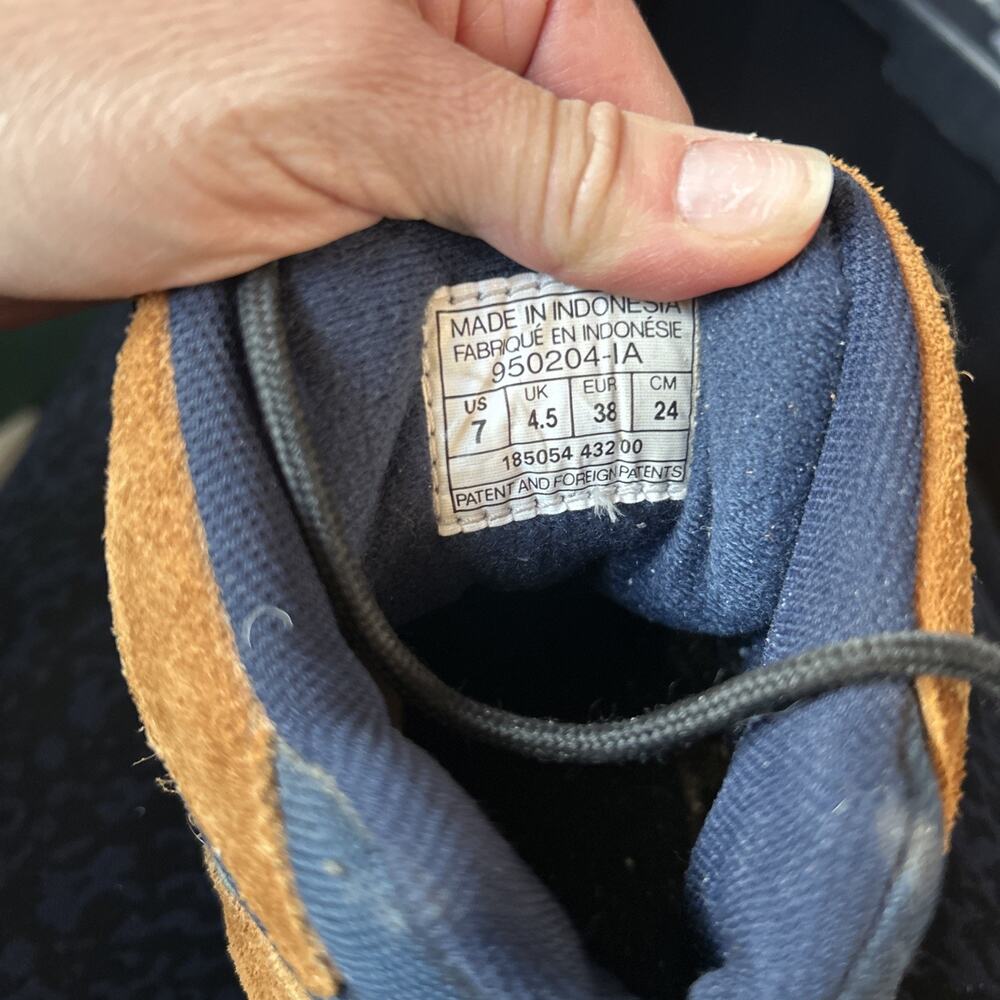 MADE IN INDONESIA
FABRIQUÉ EN INDONÉSIE
950204-IA
US UK EUR CM
7 4.5 38 24
185054 432 00
PATENT AND FOREIGN PATENTS